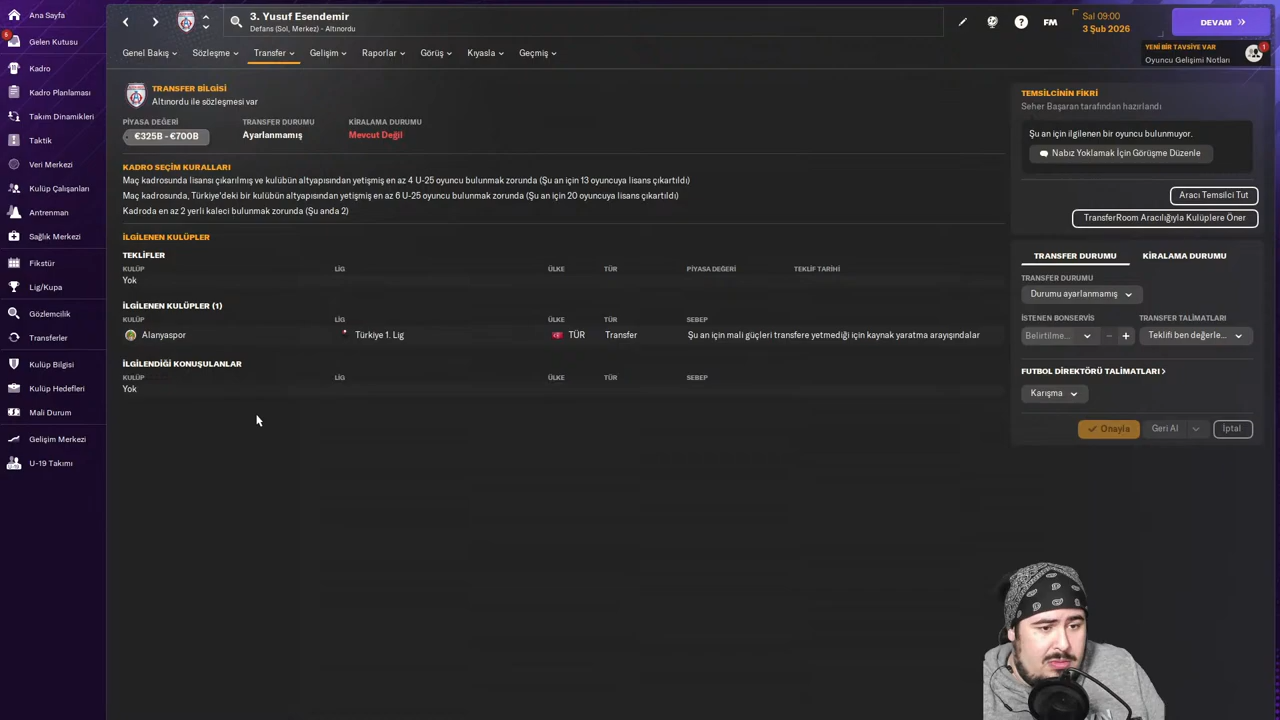 Ana Sayfa
5
Gelen Kutusu
Kadro
Kadro Planlaması
Takım Dinamikleri
Taktik
Veri Merkezi
Kulüp Çalışanları
Antrenman
Sağlık Merkezi
Fikstür
Lig/Kupa
Gözlemcilik
Transferler
Kulüp Bilgisi
Kulüp Hedefleri
Mali Durum
Gelişim Merkezi
U-19 Takımı
3. Yusuf Esendemir
Defans (Sol, Merkez) - Altınordu
FM
Sal 09:00
3 Şub 2026
DEVAM
YENİ BİR TAVSİYE VAR
Oyuncu Gelişimi Notları
1
Genel Bakış
Sözleşme
Transfer
Gelişim
Raporlar
Görüş
Kıyasla
Geçmiş
TRANSFER BİLGİSİ
Altınordu ile sözleşmesi var
PİYASA DEĞERİ
TRANSFER DURUMU
KİRALAMA DURUMU
€325B - €700B
Ayarlanmamış
Mevcut Değil
KADRO SEÇİM KURALLARI
Maç kadrosunda lisansı çıkarılmış ve kulübün altyapısından yetişmiş en az 4 U-25 oyuncu bulunmak zorunda (Şu an için 13 oyuncuya lisans çıkartıldı)
Maç kadrosunda, Türkiye'deki bir kulübün altyapısından yetişmiş en az 6 U-25 oyuncu bulunmak zorunda (Şu an için 20 oyuncuya lisans çıkartıldı)
Kadroda en az 2 yerli kaleci bulunmak zorunda (Şu anda 2)
İLGİLENEN KULÜPLER
TEKLİFLER
KULÜP LİG ÜLKE TÜR PİYASA DEĞERİ TEKLİF TARİHİ
Yok
İLGİLENEN KULÜPLER (1)
KULÜP LİG ÜLKE TÜR SEBEP
Alanyaspor Türkiye 1. Lig TÜR Transfer Şu an için mali güçleri transfere yetmediği için kaynak yaratma arayışındalar
İLGİLENDİĞİ KONUŞULANLAR
KULÜP LİG ÜLKE TÜR SEBEP
Yok
TEMSİLCİNİN FİKRİ
Seher Başaran tarafından hazırlandı
Şu an için ilgilenen bir oyuncu bulunmuyor.
Nabız Yoklamak İçin Görüşme Düzenle
Aracı Temsilci Tut
TransferRoom Aracılığıyla Kulüplere Öner
TRANSFER DURUMU
KİRALAMA DURUMU
TRANSFER DURUMU
Durumu ayarlanmamış
İSTENEN BONSERVİS
TRANSFER TALİMATLARI
Belirtilme...
Teklifi ben değerle...
FUTBOL DİREKTÖRÜ TALİMATLARI
Karışma
Onayla
Geri Al
İptal